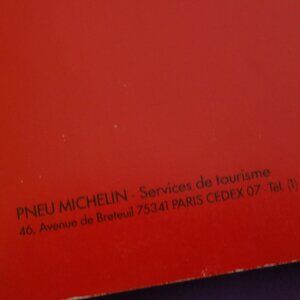 PNEU MICHELIN - Services de tourisme
46, Avenue de Breteuil 75341 PARIS CEDEX 07 - Tél. (1)